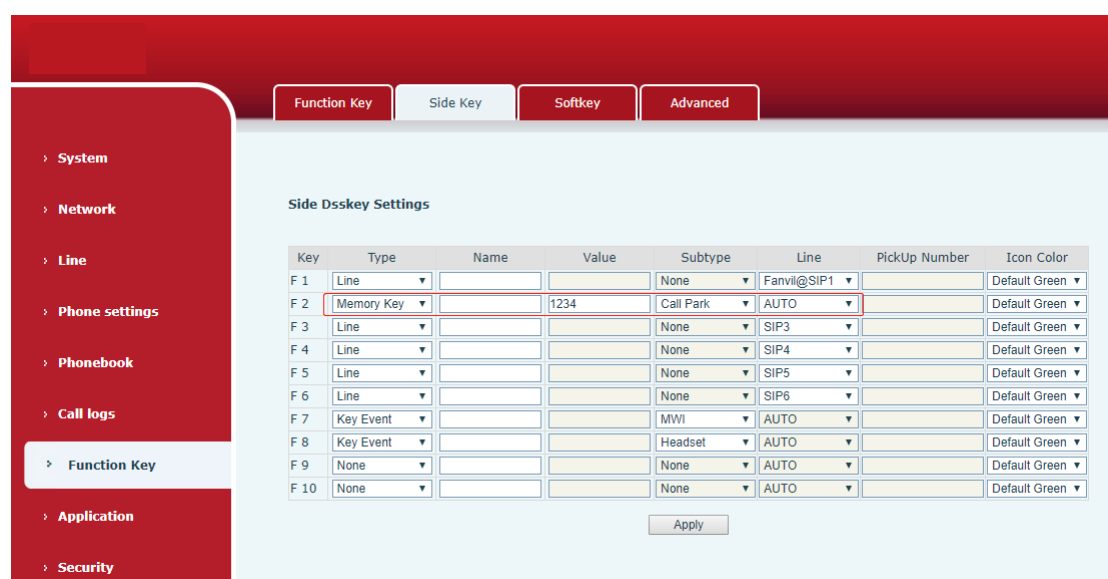 Function Key Side Key Softkey Advanced
System
Network
Line
Phone settings
Phonebook
Call logs
Function Key
Application
Security
Side Dsskey Settings
Key Type Name Value Subtype Line PickUp Number Icon Color
F 1 Line None Fanvil@SIP1 Default Green
F 2 Memory Key 1234 Call Park AUTO Default Green
F 3 Line None SIP3 Default Green
F 4 Line None SIP4 Default Green
F 5 Line None SIP5 Default Green
F 6 Line None SIP6 Default Green
F 7 Key Event MWI AUTO Default Green
F 8 Key Event Headset AUTO Default Green
F 9 None None AUTO Default Green
F 10 None None AUTO Default Green
Apply